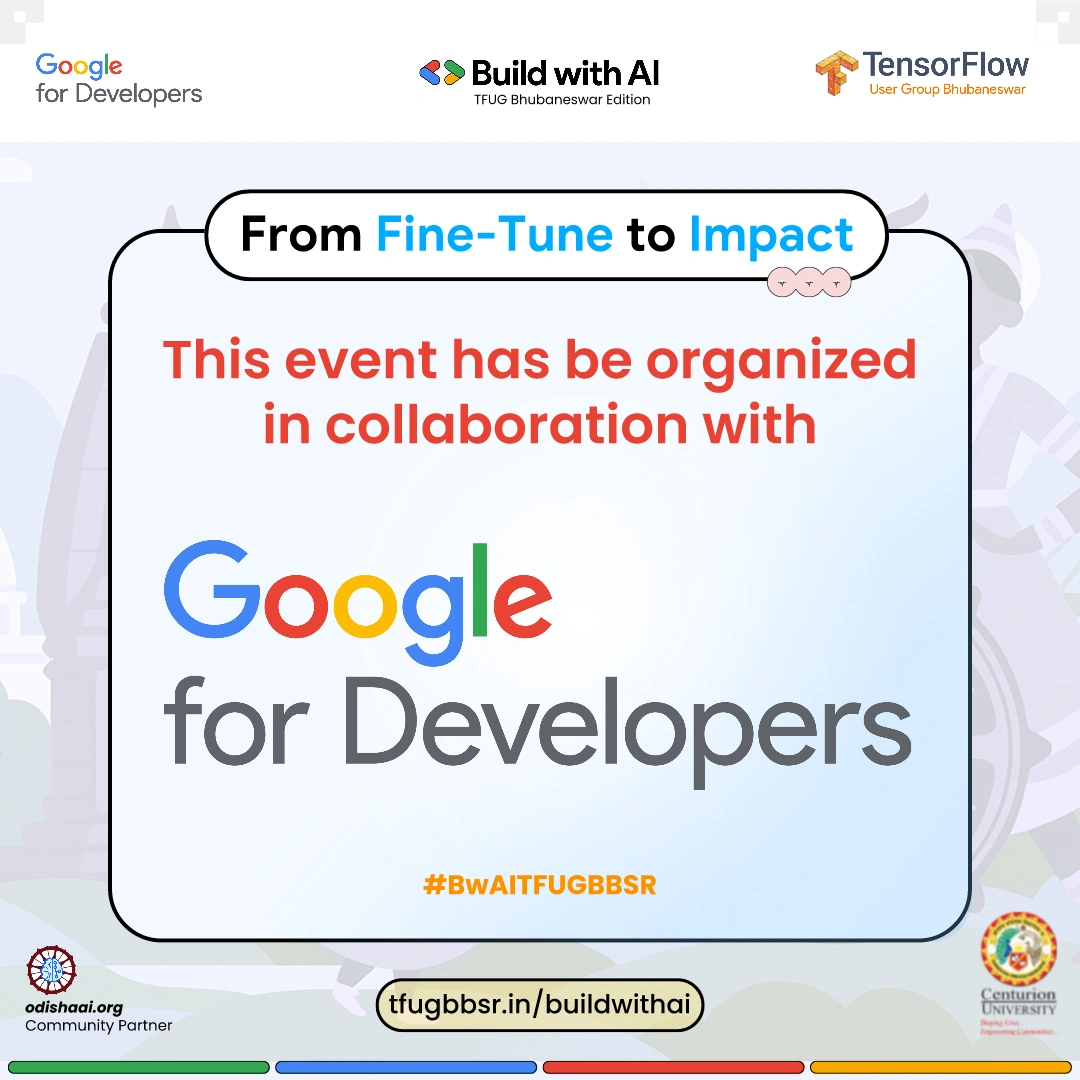 Google
for Developers
Build with AI
TFUG Bhubaneswar Edition
TensorFlow
User Group Bhubaneswar
From Fine-Tune to Impact
This event has be organized
in collaboration with
Google
for Developers
#BwAITFUGBBSR
odishaai.org
Community Partner
tfugbbsr.in/buildwithai
Centurion
UNIVERSITY
Shaping Lives...
Empowering Communities...